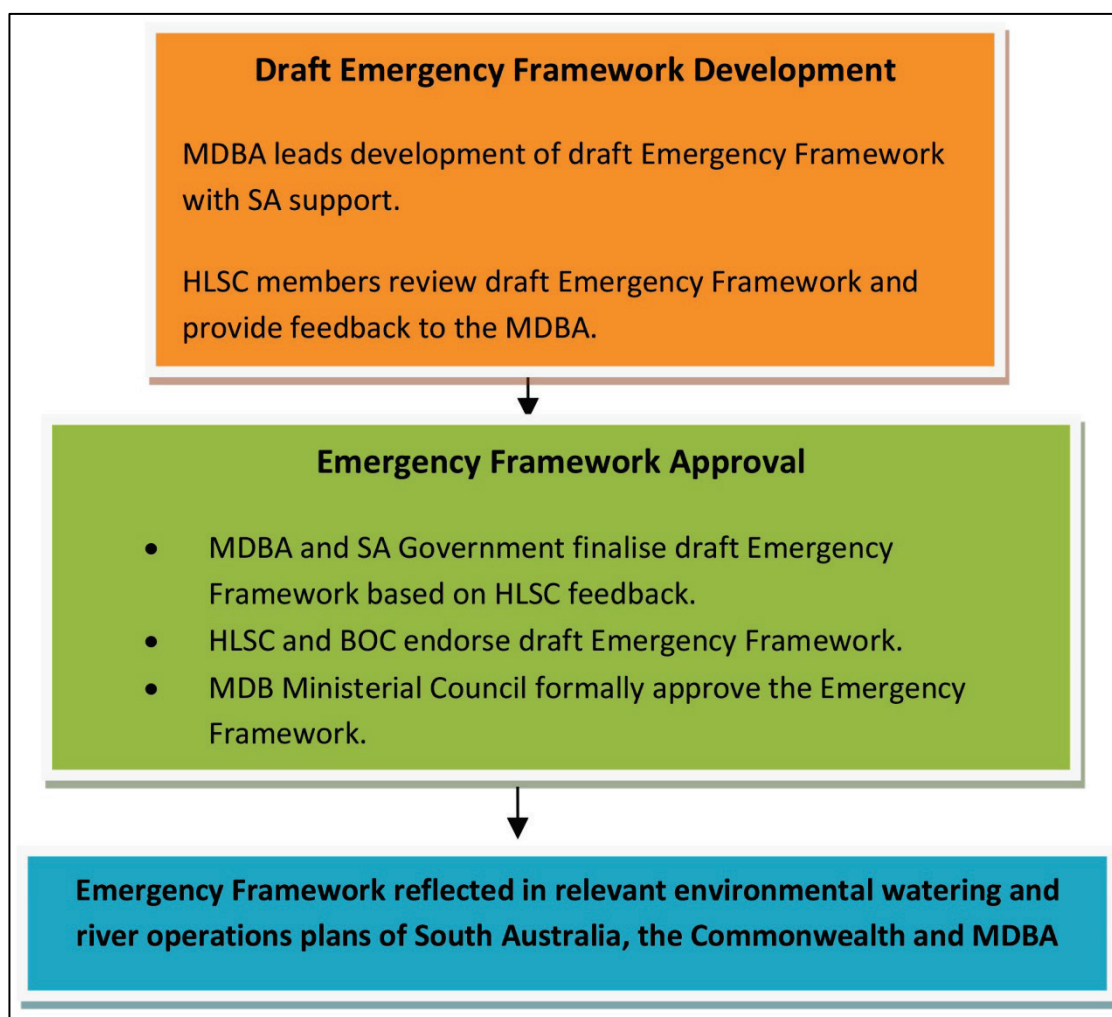 Draft Emergency Framework Development
MDBA leads development of draft Emergency Framework
with SA support.
HLSC members review draft Emergency Framework and
provide feedback to the MDBA.
Emergency Framework Approval
• MDBA and SA Government finalise draft Emergency
Framework based on HLSC feedback.
• HLSC and BOC endorse draft Emergency Framework.
• MDB Ministerial Council formally approve the Emergency
Framework.
Emergency Framework reflected in relevant environmental watering and
river operations plans of South Australia, the Commonwealth and MDBA